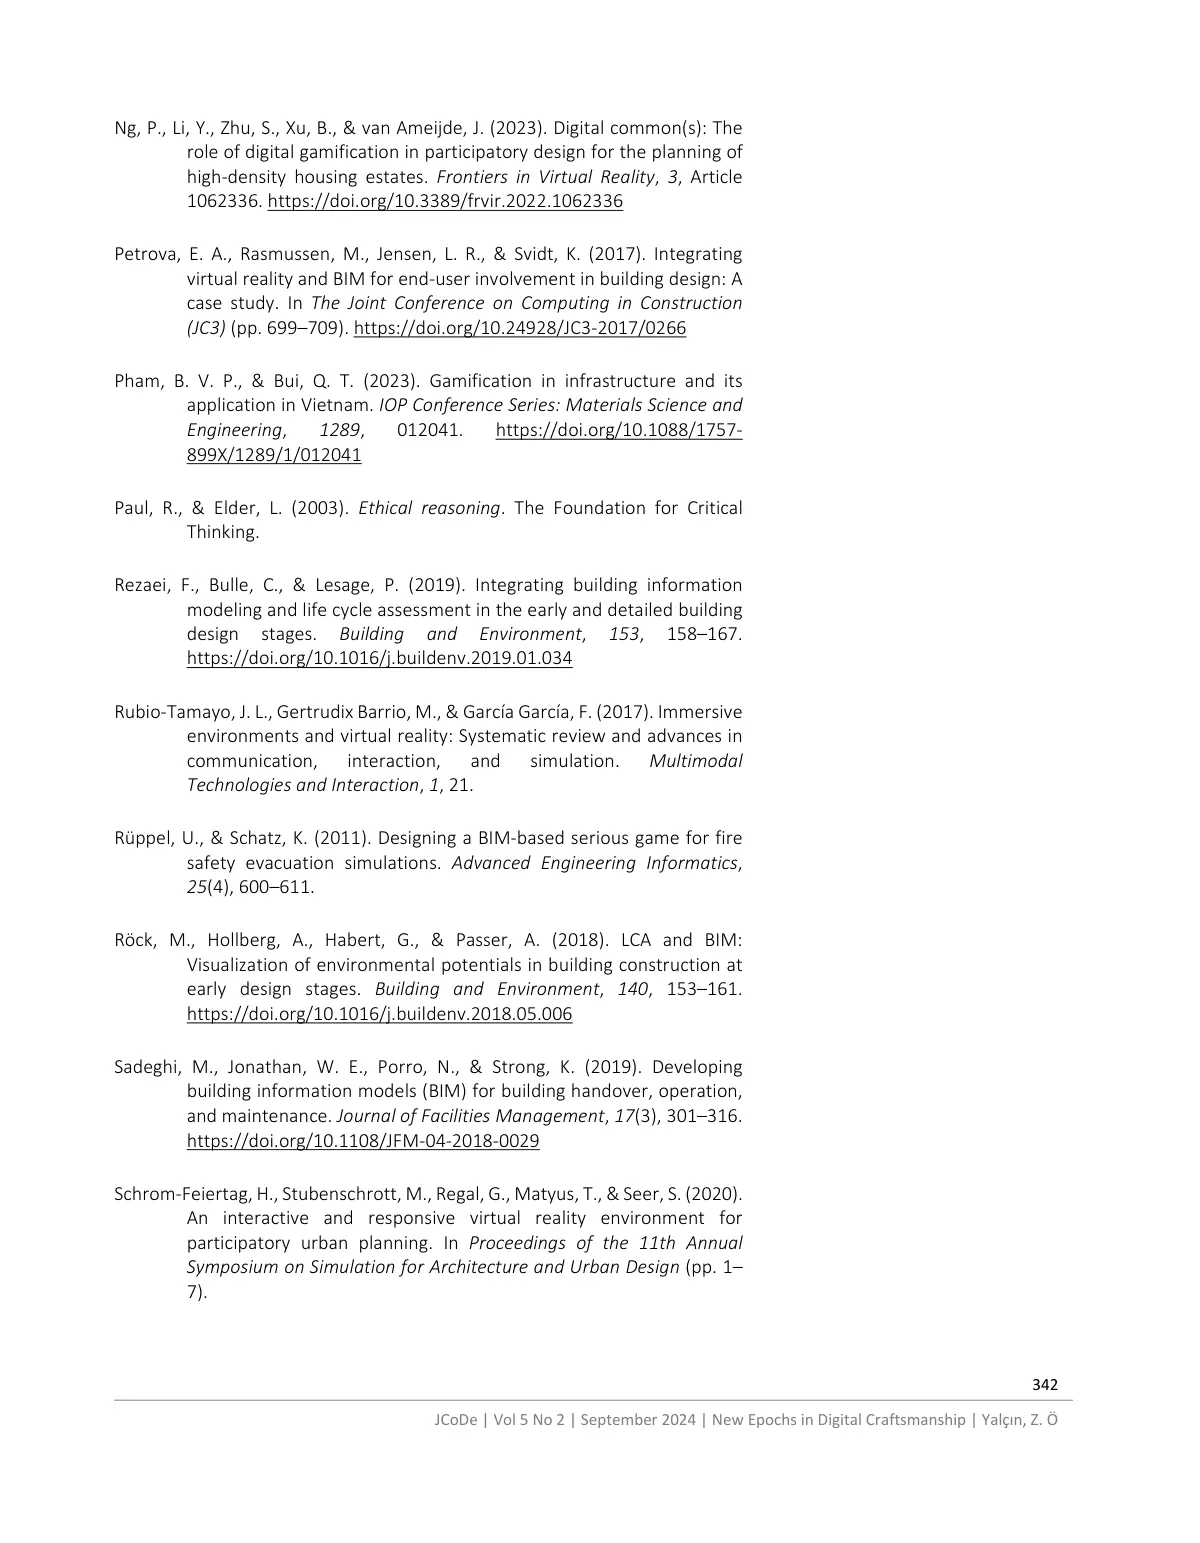 Ng, P., Li, Y., Zhu, S., Xu, B., & van Ameijde, J. (2023). Digital common(s): The
role of digital gamification in participatory design for the planning of
high-density housing estates. Frontiers in Virtual Reality, 3, Article
1062336. https://doi.org/10.3389/frvir.2022.1062336
Petrova, E. A., Rasmussen, M., Jensen, L. R., & Svidt, K. (2017). Integrating
virtual reality and BIM for end-user involvement in building design: A
case study. In The Joint Conference on Computing in Construction
(JC3) (pp. 699–709). https://doi.org/10.24928/JC3-2017/0266
Pham, B. V. P., & Bui, Q. T. (2023). Gamification in infrastructure and its
application in Vietnam. IOP Conference Series: Materials Science and
Engineering, 1289, 012041. https://doi.org/10.1088/1757-
899X/1289/1/012041
Paul, R., & Elder, L. (2003). Ethical reasoning. The Foundation for Critical
Thinking.
Rezaei, F., Bulle, C., & Lesage, P. (2019). Integrating building information
modeling and life cycle assessment in the early and detailed building
design stages. Building and Environment, 153, 158–167.
https://doi.org/10.1016/j.buildenv.2019.01.034
Rubio-Tamayo, J. L., Gertrudix Barrio, M., & García García, F. (2017). Immersive
environments and virtual reality: Systematic review and advances in
communication, interaction, and simulation. Multimodal
Technologies and Interaction, 1, 21.
Rüppel, U., & Schatz, K. (2011). Designing a BIM-based serious game for fire
safety evacuation simulations. Advanced Engineering Informatics,
25(4), 600–611.
Röck, M., Hollberg, A., Habert, G., & Passer, A. (2018). LCA and BIM:
Visualization of environmental potentials in building construction at
early design stages. Building and Environment, 140, 153–161.
https://doi.org/10.1016/j.buildenv.2018.05.006
Sadeghi, M., Jonathan, W. E., Porro, N., & Strong, K. (2019). Developing
building information models (BIM) for building handover, operation,
and maintenance. Journal of Facilities Management, 17(3), 301–316.
https://doi.org/10.1108/JFM-04-2018-0029
Schrom-Feiertag, H., Stubenschrott, M., Regal, G., Matyus, T., & Seer, S. (2020).
An interactive and responsive virtual reality environment for
participatory urban planning. In Proceedings of the 11th Annual
Symposium on Simulation for Architecture and Urban Design (pp. 1–
7).
342
JCoDe | Vol 5 No 2 | September 2024 | New Epochs in Digital Craftsmanship | Yalçın, Z. Ö